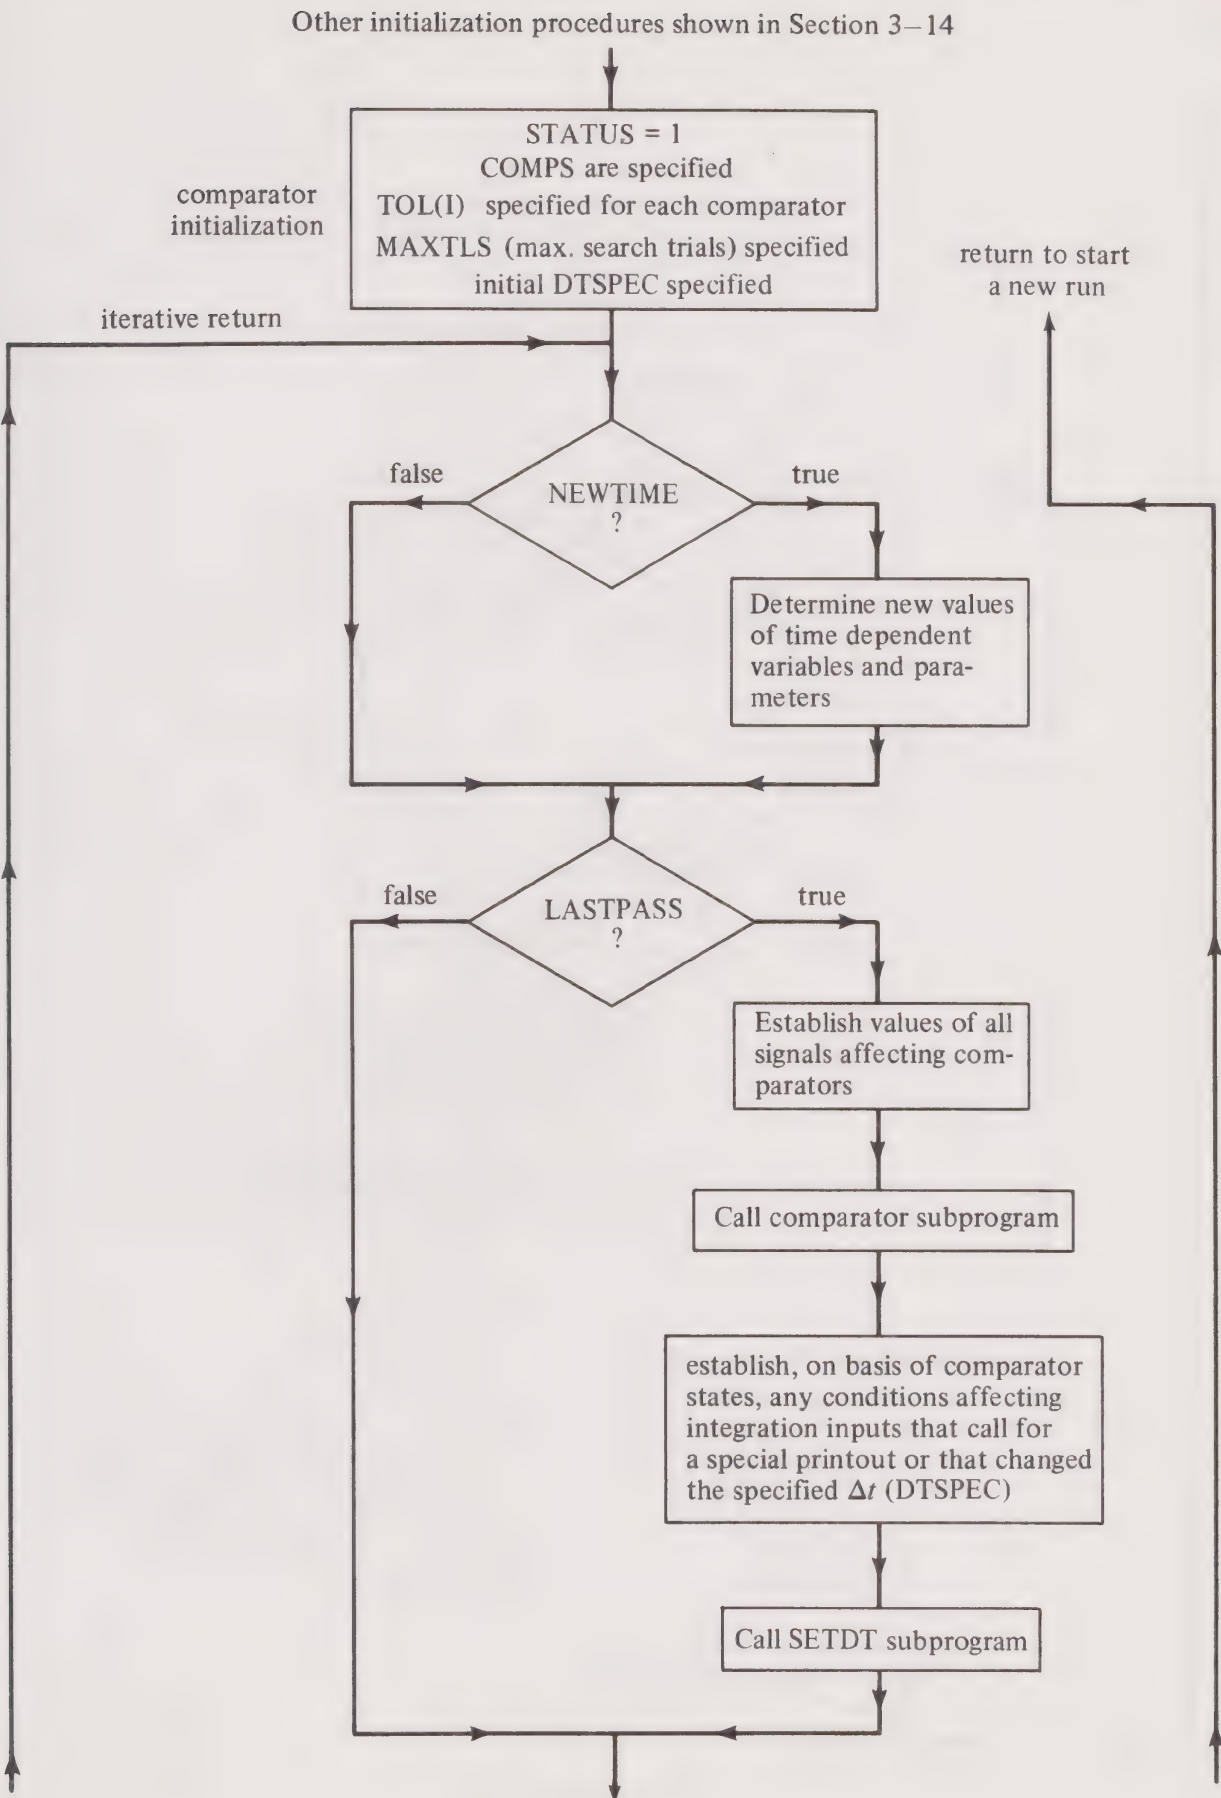 Other initialization procedures shown in Section 3–14
comparator
initialization
STATUS = 1
COMPS are specified
TOL(I) specified for each comparator
MAXTLS (max. search trials) specified
initial DTSPEC specified
return to start
a new run
iterative return
false
NEWTIME
?
true
Determine new values
of time dependent
variables and para-
meters
false
LASTPASS
?
true
Establish values of all
signals affecting com-
parators
Call comparator subprogram
establish, on basis of comparator
states, any conditions affecting
integration inputs that call for
a special printout or that changed
the specified Δt (DTSPEC)
Call SETDT subprogram